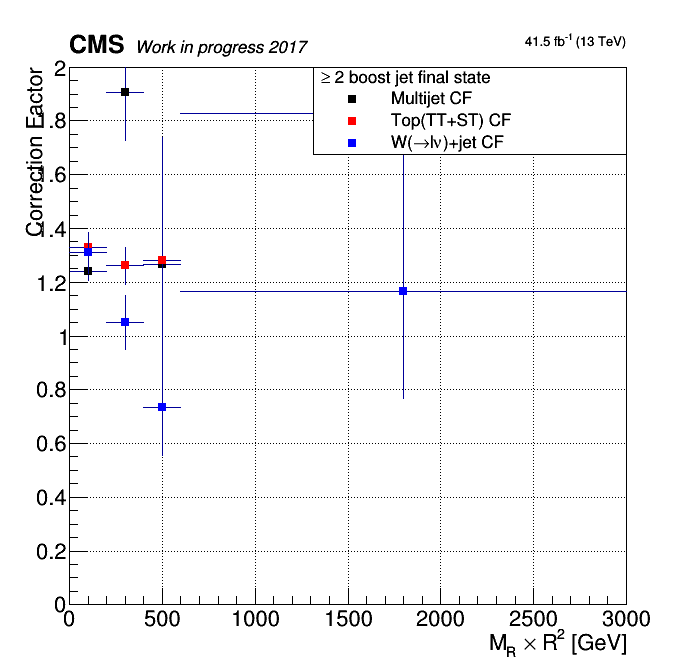 CMS Work in progress 2017
41.5 fb⁻¹ (13 TeV)
Correction Factor
≥ 2 boost jet final state
Multijet CF
Top(TT+ST) CF
W(→lν)+jet CF
2
1.8
1.6
1.4
1.2
1
0.8
0.6
0.4
0.2
0
0 500 1000 1500 2000 2500 3000
M_R × R² [GeV]